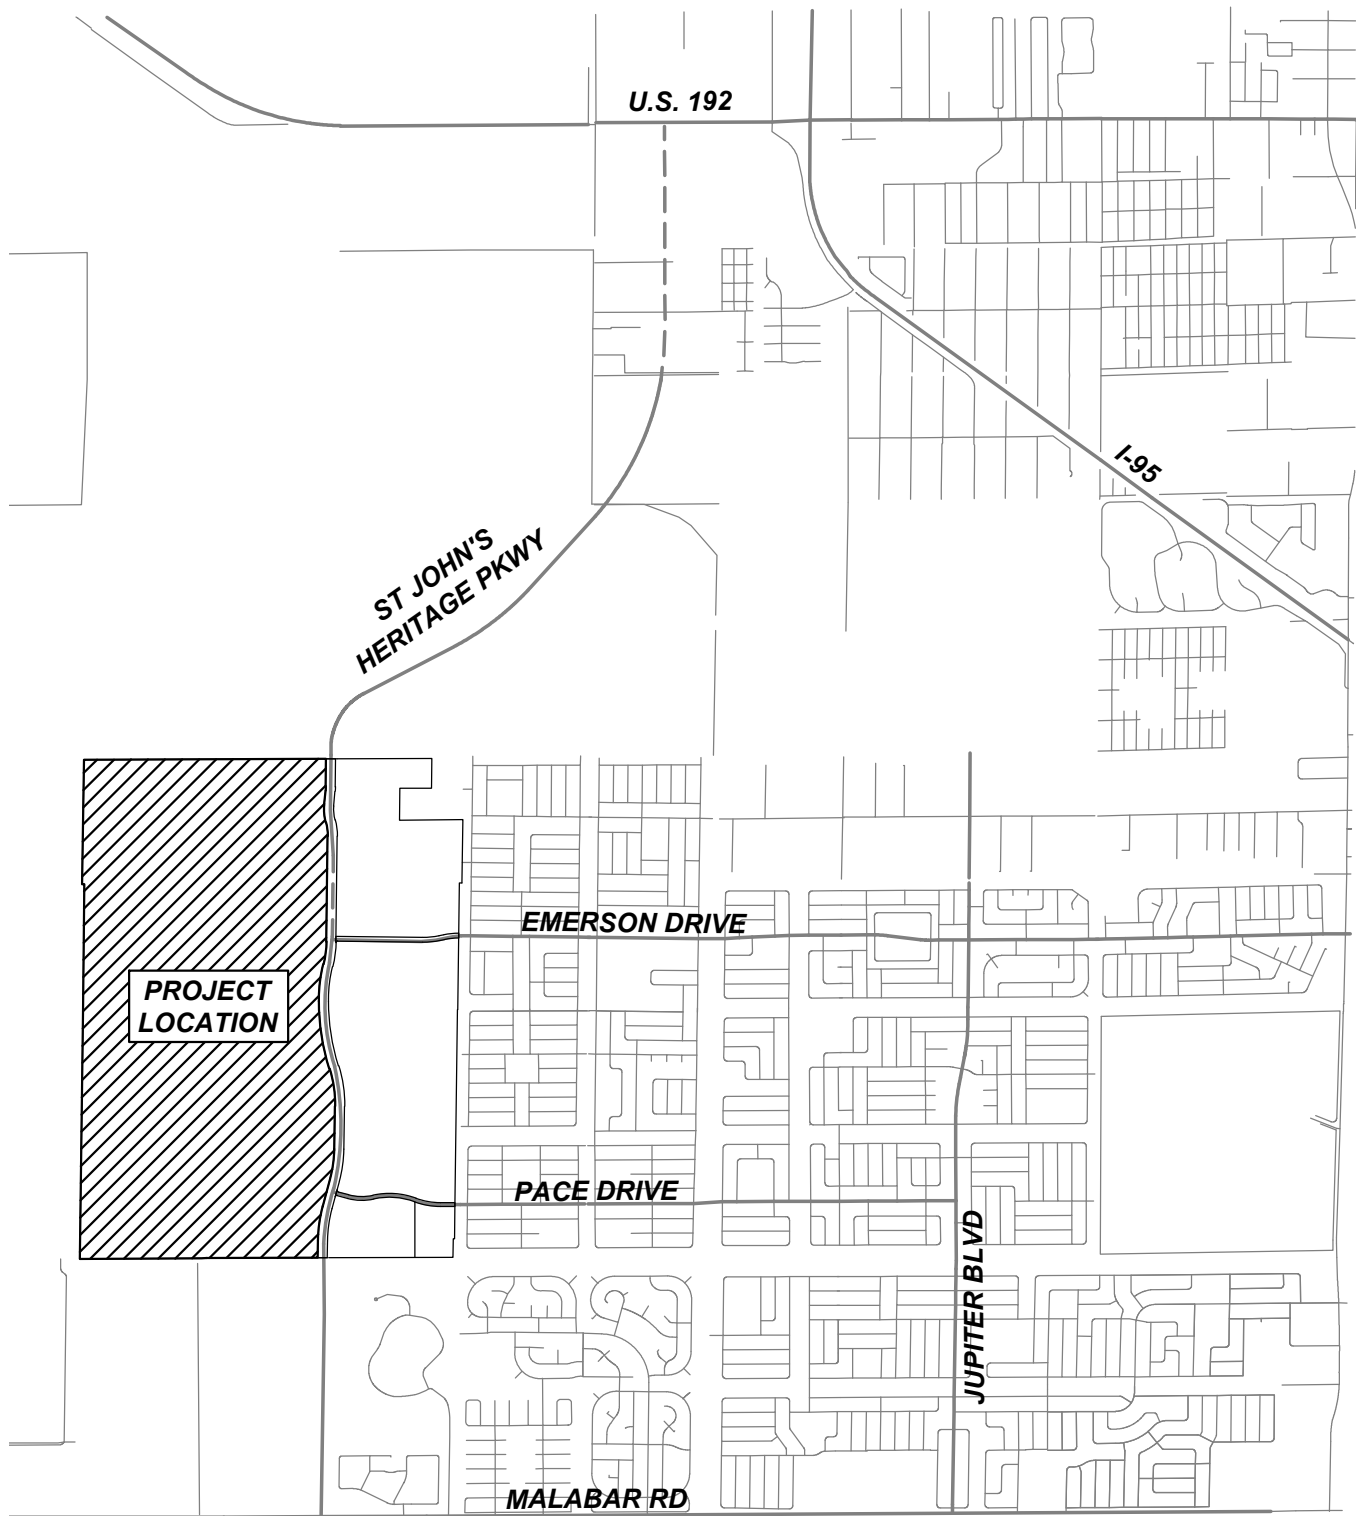 U.S. 192
I-95
ST JOHN'S
HERITAGE PKWY
EMERSON DRIVE
PROJECT
LOCATION
PACE DRIVE
JUPITER BLVD
MALABAR RD